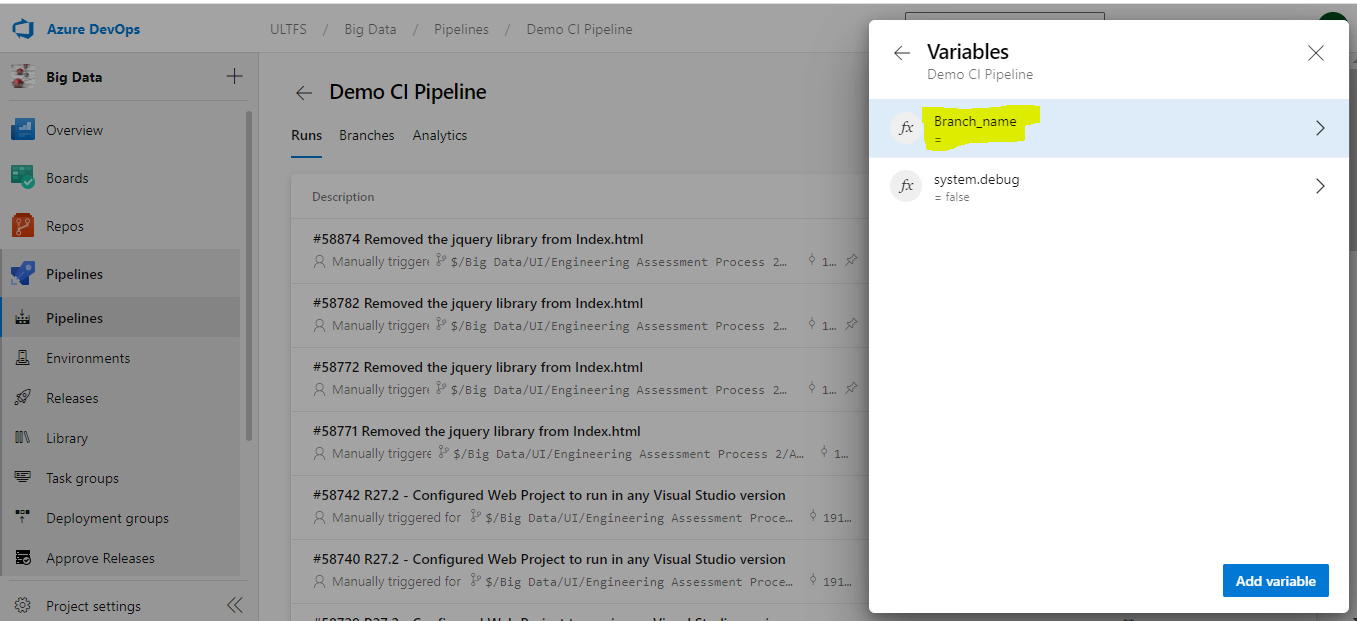 Azure DevOps
ULTFS / Big Data / Pipelines / Demo CI Pipeline
Big Data
Overview
Boards
Repos
Pipelines
Pipelines
Environments
Releases
Library
Task groups
Deployment groups
Approve Releases
Project settings
Demo CI Pipeline
Runs Branches Analytics
Description
#58874 Removed the jquery library from Index.html
Manually triggere $/Big Data/UI/Engineering Assessment Process 2… 1…
#58782 Removed the jquery library from Index.html
Manually triggere $/Big Data/UI/Engineering Assessment Process 2… 1…
#58772 Removed the jquery library from Index.html
Manually triggere $/Big Data/UI/Engineering Assessment Process 2… 1…
#58771 Removed the jquery library from Index.html
Manually triggere $/Big Data/UI/Engineering Assessment Process 2/A… 1…
#58742 R27.2 - Configured Web Project to run in any Visual Studio version
Manually triggered for $/Big Data/UI/Engineering Assessment Proce… 191…
#58740 R27.2 - Configured Web Project to run in any Visual Studio version
Manually triggered for $/Big Data/UI/Engineering Assessment Proce… 191…
Variables
Demo CI Pipeline
fx Branch_name
=
fx system.debug
= false
Add variable